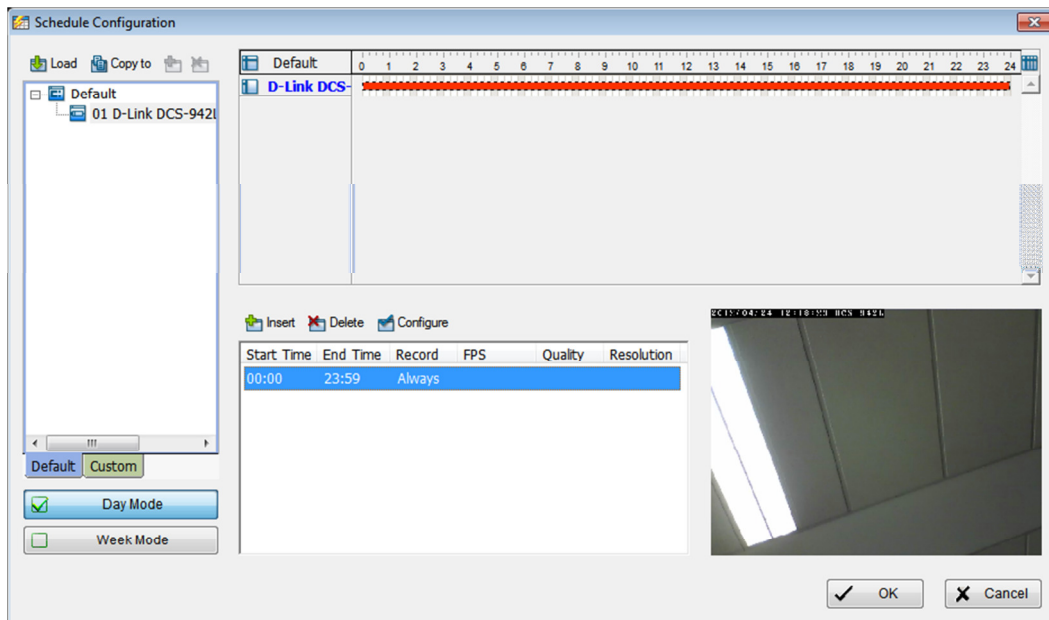 Schedule Configuration
Load Copy to
Default
01 D-Link DCS-942L
Default 0 1 2 3 4 5 6 7 8 9 10 11 12 13 14 15 16 17 18 19 20 21 22 23 24
D-Link DCS-
Insert Delete Configure
Start Time End Time Record FPS Quality Resolution
00:00 23:59 Always
Default Custom
Day Mode
Week Mode
OK Cancel